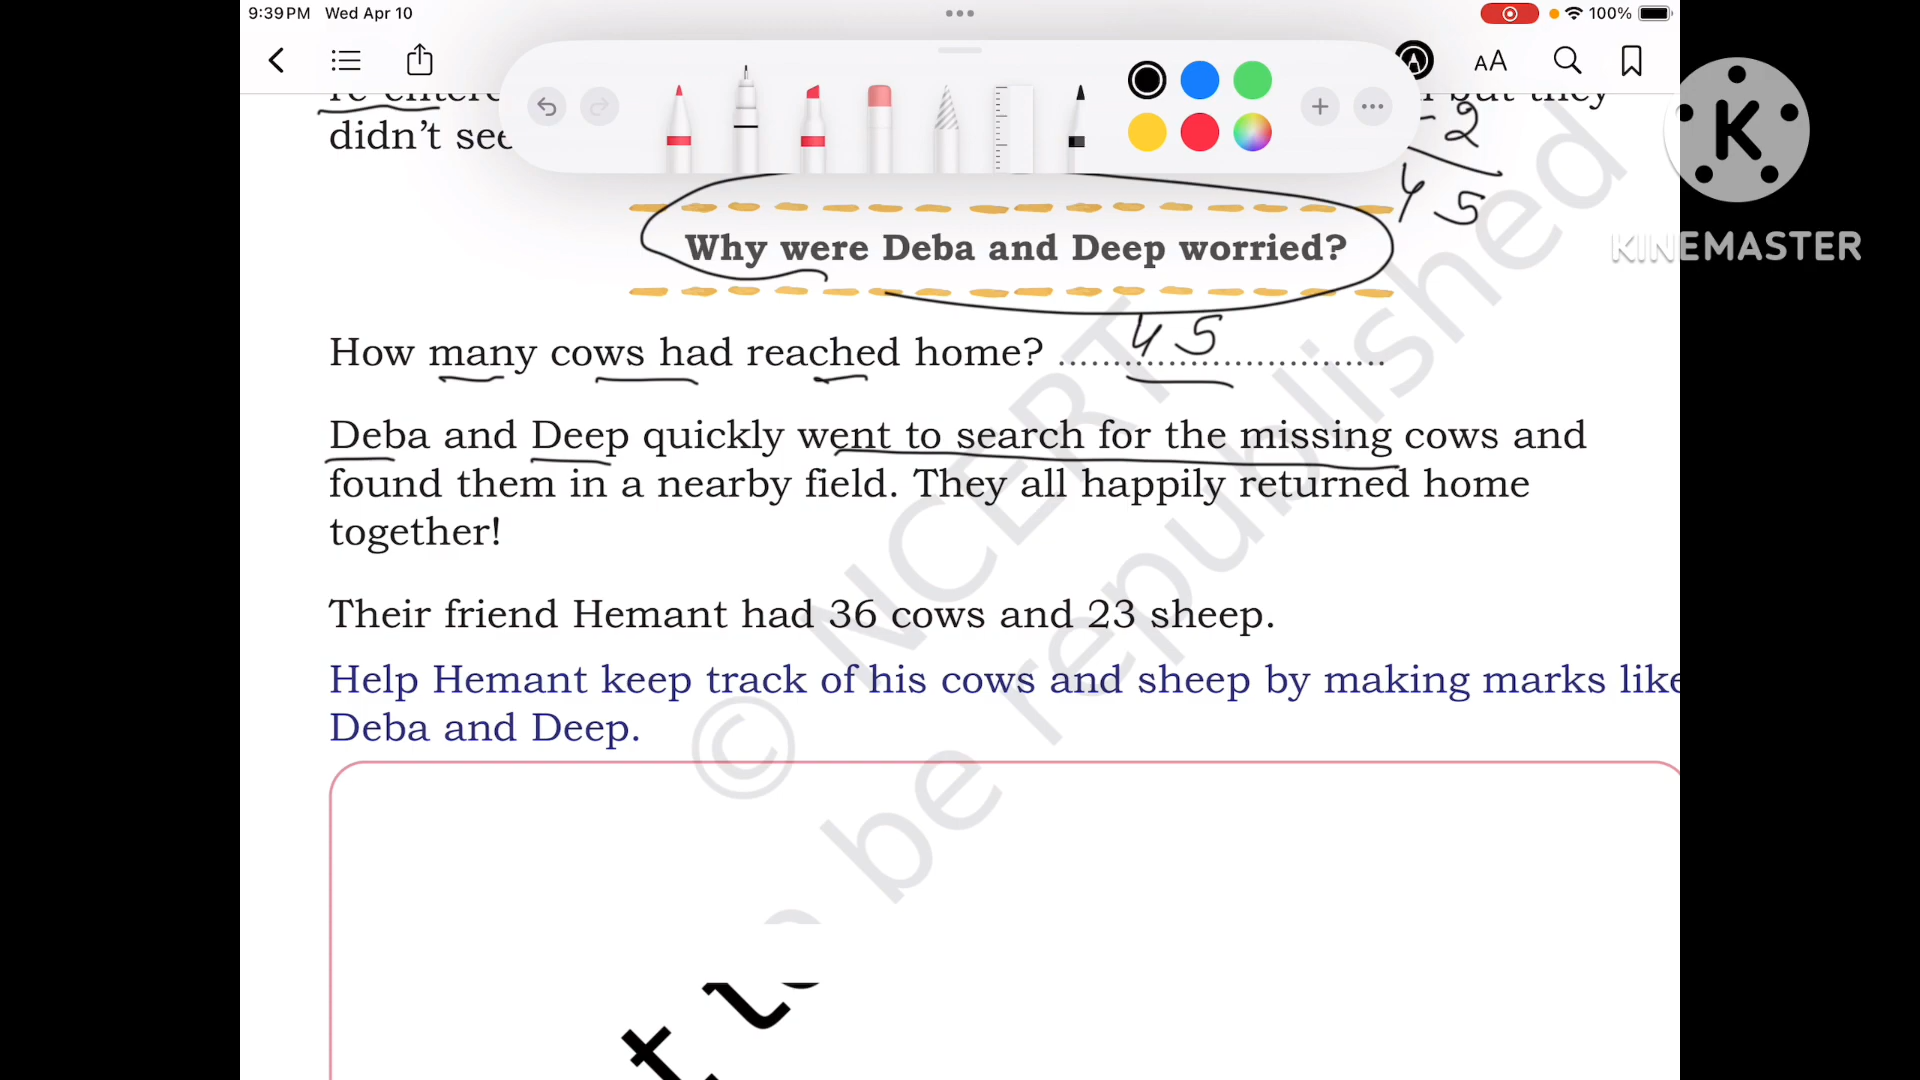 9:39 PM Wed Apr 10
100%
AA
didn't see
- 2
45
Why were Deba and Deep worried?
How many cows had reached home? .............................. 45
Deba and Deep quickly went to search for the missing cows and
found them in a nearby field. They all happily returned home
together!
Their friend Hemant had 36 cows and 23 sheep.
Help Hemant keep track of his cows and sheep by making marks like
Deba and Deep.
© NCERT
be republished
K
KINEMASTER